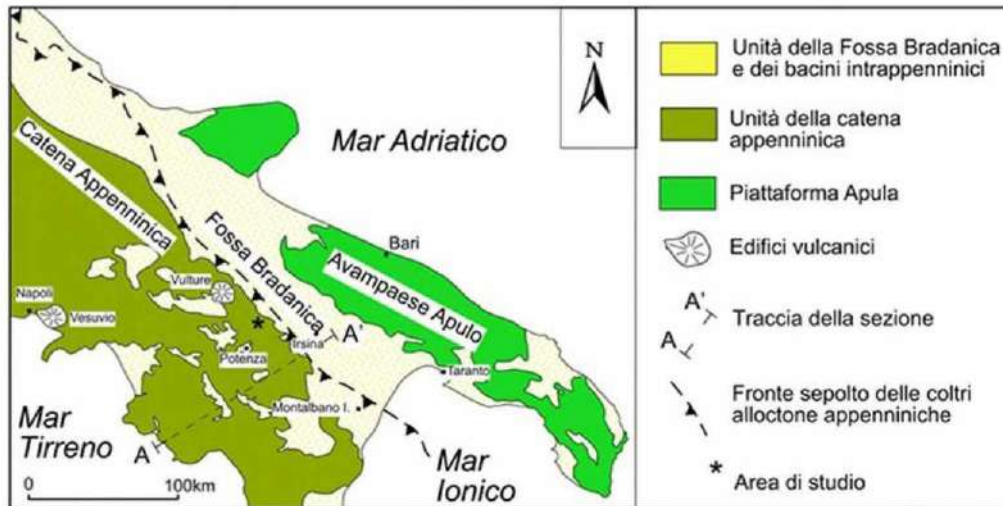 N
Mar Adriatico
Catena Appenninica
Fossa Bradanica
Bari
Avampaese Apulo
Vulture
Napoli
Vesuvio
A'
Irsina
Potenza
Taranto
Montalbano I.
Mar
Tirreno
A
Mar
Ionico
0
100km
Unità della Fossa Bradanica
e dei bacini intrappenninici
Unità della catena
appenninica
Piattaforma Apula
Edifici vulcanici
A'
Traccia della sezione
A
Fronte sepolto delle coltri
alloctone appenniniche
*
Area di studio